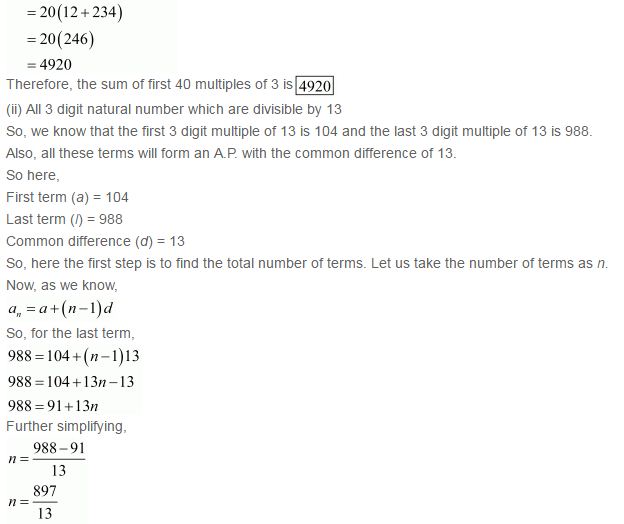 = 20(12+234)
= 20(246)
= 4920
Therefore, the sum of first 40 multiples of 3 is 4920
(ii) All 3 digit natural number which are divisible by 13
So, we know that the first 3 digit multiple of 13 is 104 and the last 3 digit multiple of 13 is 988.
Also, all these terms will form an A.P. with the common difference of 13.
So here,
First term (a) = 104
Last term (l) = 988
Common difference (d) = 13
So, here the first step is to find the total number of terms. Let us take the number of terms as n.
Now, as we know,
aₙ = a+(n−1)d
So, for the last term,
988 = 104+(n−1)13
988 = 104+13n−13
988 = 91+13n
Further simplifying,
n = (988−91)/13
n = 897/13